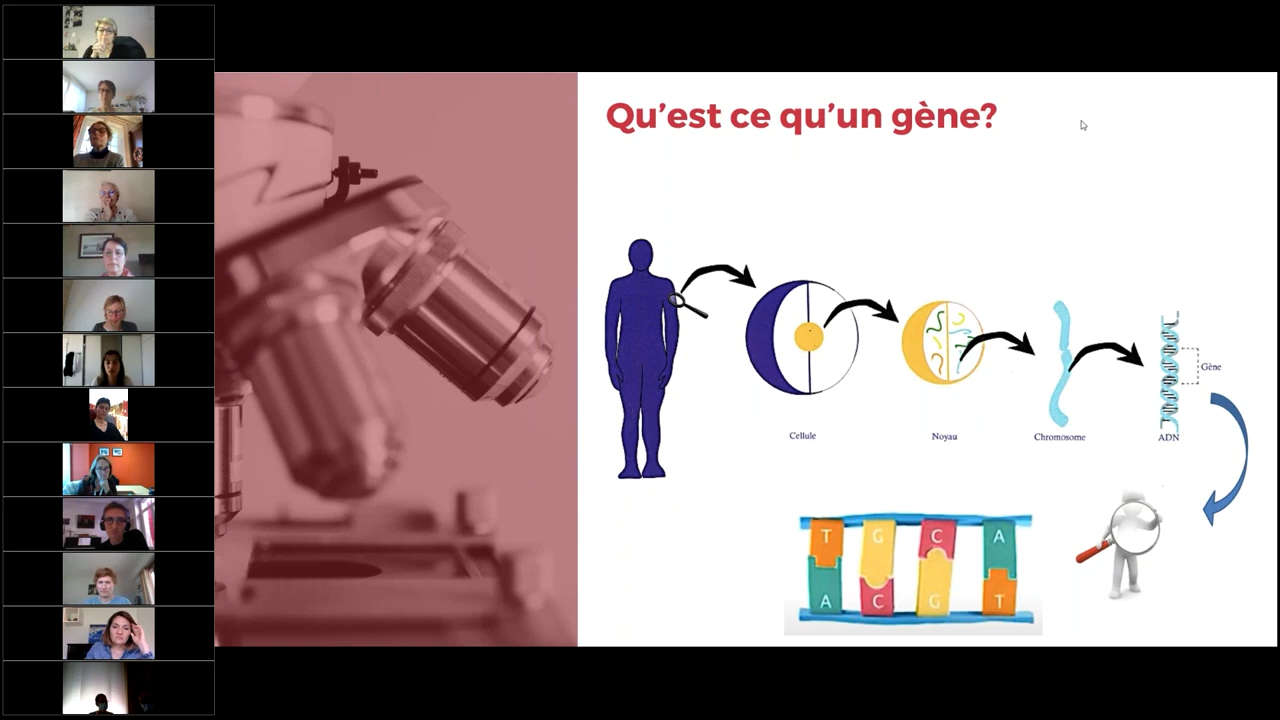 Qu'est ce qu'un gène?
Gène
Cellule
Noyau
Chromosome
ADN
T G C A
A C G T